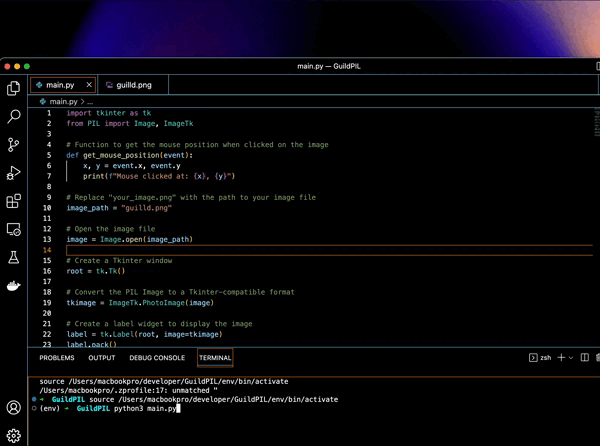 main.py — GuildPIL
main.py
guilld.png
main.py > ...
1 import tkinter as tk
2 from PIL import Image, ImageTk
3
4 # Function to get the mouse position when clicked on the image
5 def get_mouse_position(event):
6 x, y = event.x, event.y
7 print(f"Mouse clicked at: {x}, {y}")
8
9 # Replace "your_image.png" with the path to your image file
10 image_path = "guilld.png"
11
12 # Open the image file
13 image = Image.open(image_path)
14
15 # Create a Tkinter window
16 root = tk.Tk()
17
18 # Convert the PIL Image to a Tkinter-compatible format
19 tkimage = ImageTk.PhotoImage(image)
20
21 # Create a label widget to display the image
22 label = tk.Label(root, image=tkimage)
23 label.pack()
PROBLEMS OUTPUT DEBUG CONSOLE TERMINAL zsh
source /Users/macbookpro/developer/GuildPIL/env/bin/activate
/Users/macbookpro/.zprofile:17: unmatched "
➜ GuildPIL source /Users/macbookpro/developer/GuildPIL/env/bin/activate
(env) ➜ GuildPIL python3 main.py